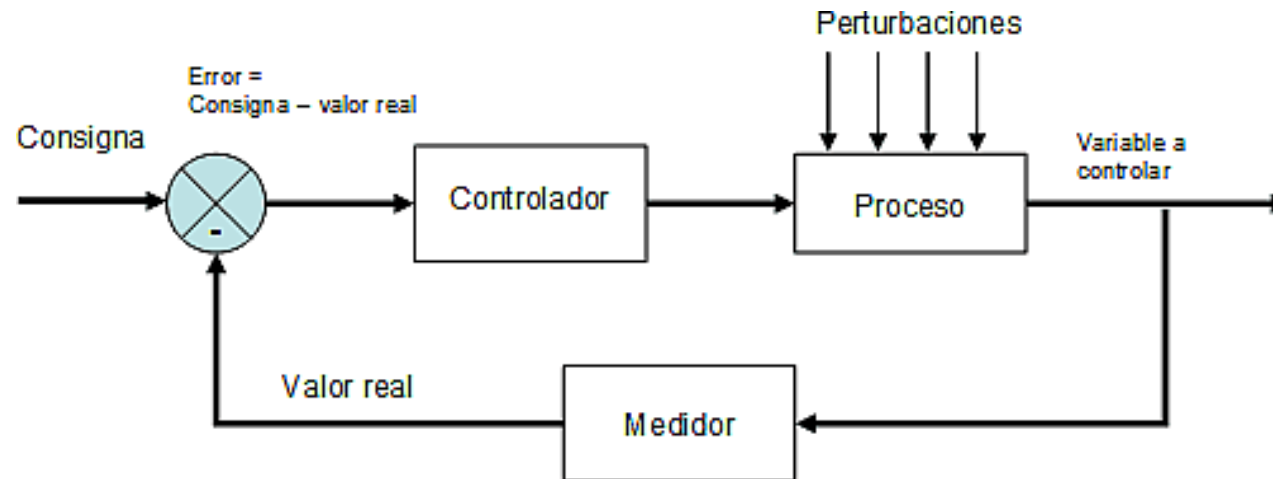 Perturbaciones
Error =
Consigna – valor real
Consigna
Variable a
controlar
Controlador
Proceso
-
Valor real
Medidor